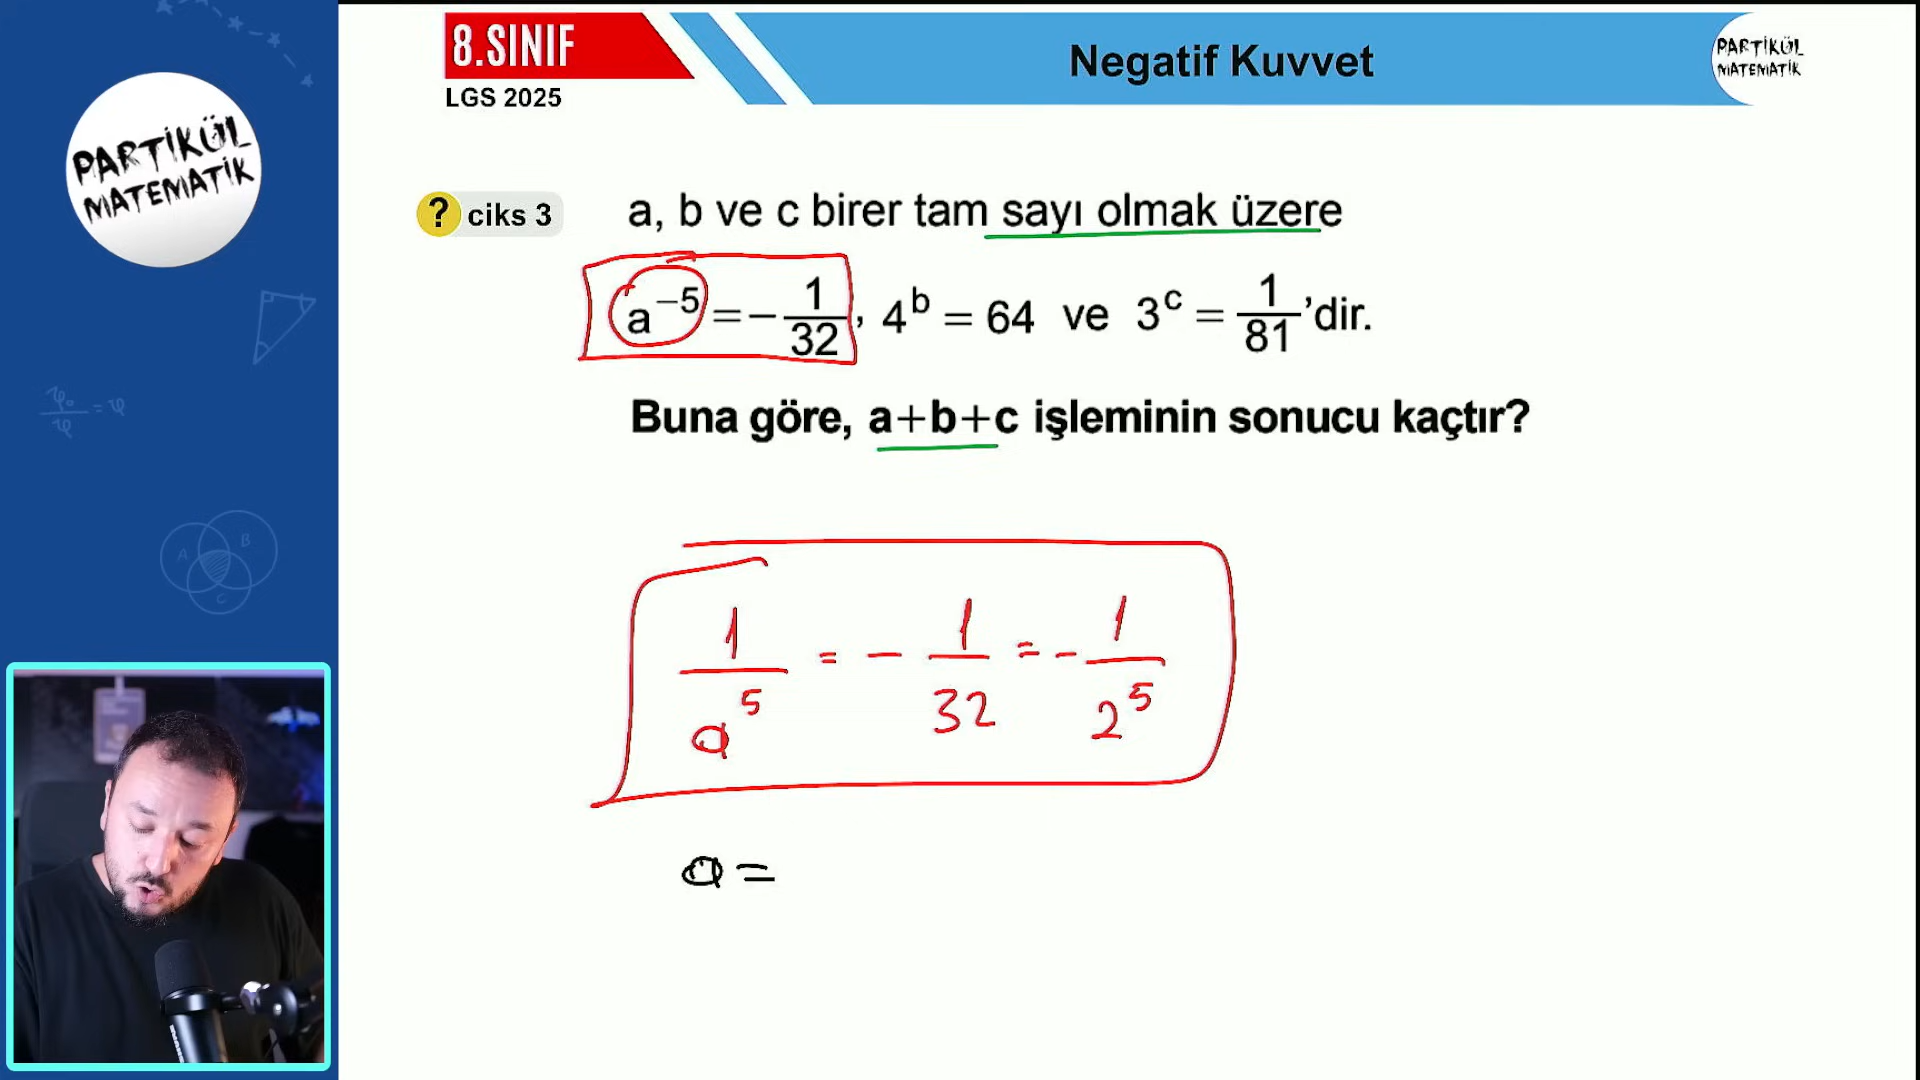 PARTİKÜL
MATEMATİK
8.SINIF
LGS 2025
Negatif Kuvvet
PARTİKÜL
MATEMATİK
? ciks 3
a, b ve c birer tam sayı olmak üzere
a⁻⁵ = -1/32, 4ᵇ = 64 ve 3ᶜ = 1/81'dir.
Buna göre, a+b+c işleminin sonucu kaçtır?
1/a⁵ = - 1/32 = - 1/2⁵
a =
A B
C